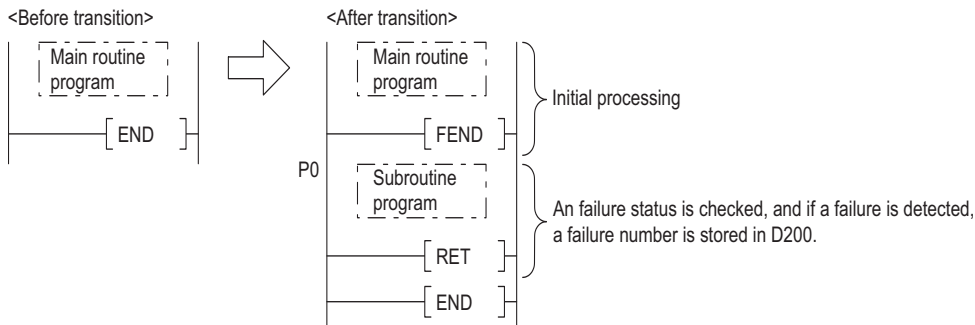 <Before transition>
Main routine
program
END
<After transition>
Main routine
program
FEND
Initial processing
P0
Subroutine
program
An failure status is checked, and if a failure is detected,
a failure number is stored in D200.
RET
END